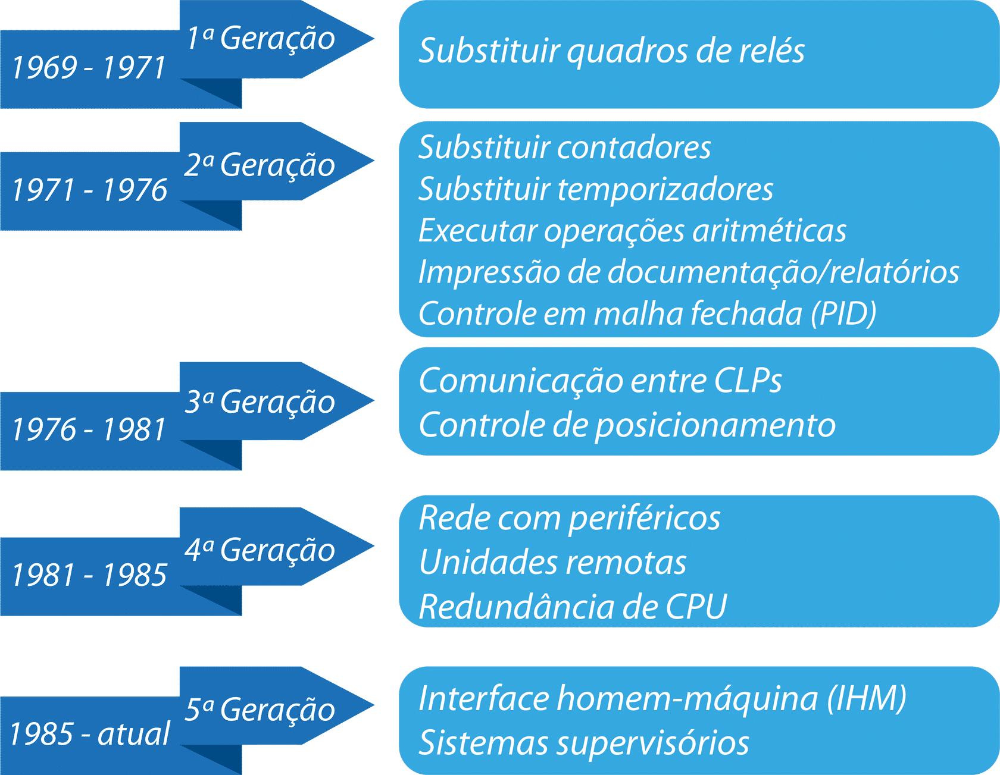 1ª Geração
1969 - 1971
Substituir quadros de relés
2ª Geração
1971 - 1976
Substituir contadores
Substituir temporizadores
Executar operações aritméticas
Impressão de documentação/relatórios
Controle em malha fechada (PID)
3ª Geração
1976 - 1981
Comunicação entre CLPs
Controle de posicionamento
4ª Geração
1981 - 1985
Rede com periféricos
Unidades remotas
Redundância de CPU
5ª Geração
1985 - atual
Interface homem-máquina (IHM)
Sistemas supervisórios